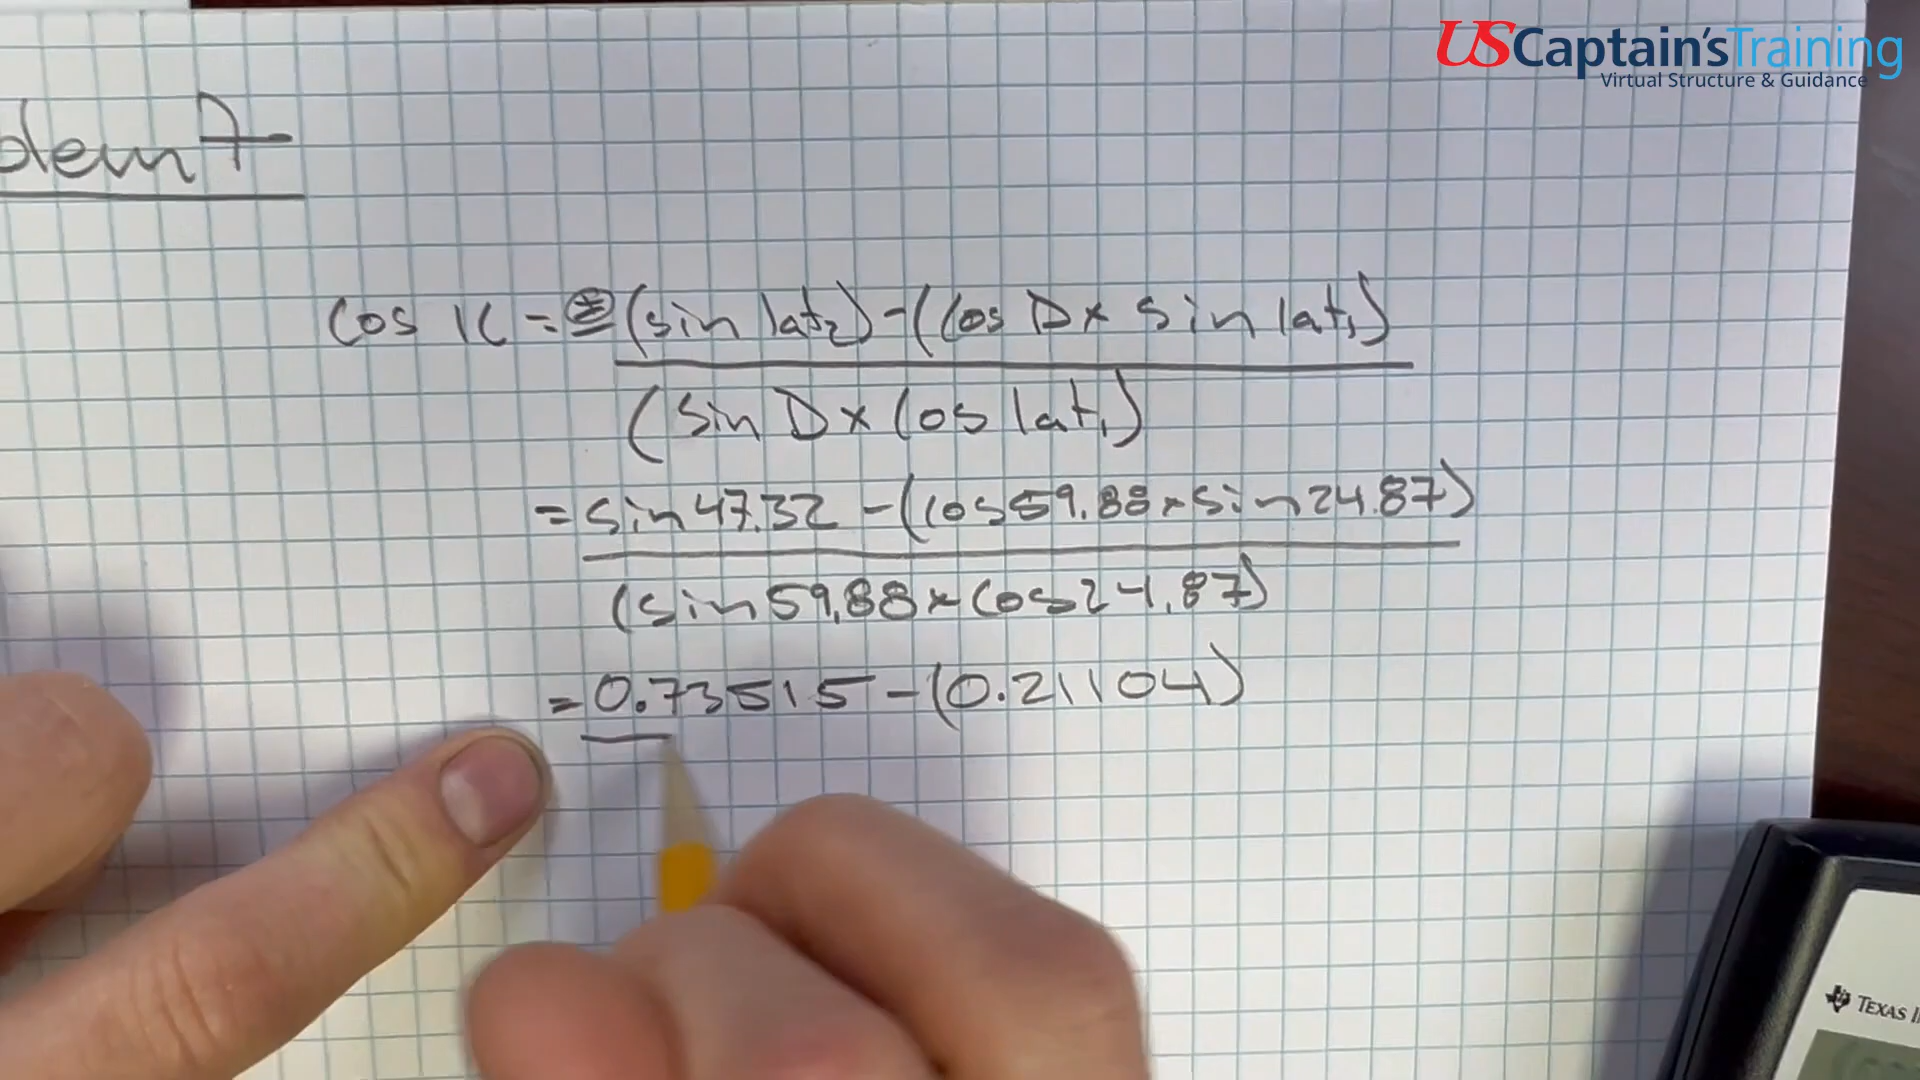 USCaptain'sTraining
Virtual Structure & Guidance
blem 7
cos K = (sin lat₂) - (cos D x sin lat₁)
(sin D x cos lat₁)
= sin 47.32 - (cos 59.88 x sin 24.87)
(sin 59.88 x cos 24.87)
= 0.73515 - (0.21104)
TEXAS I